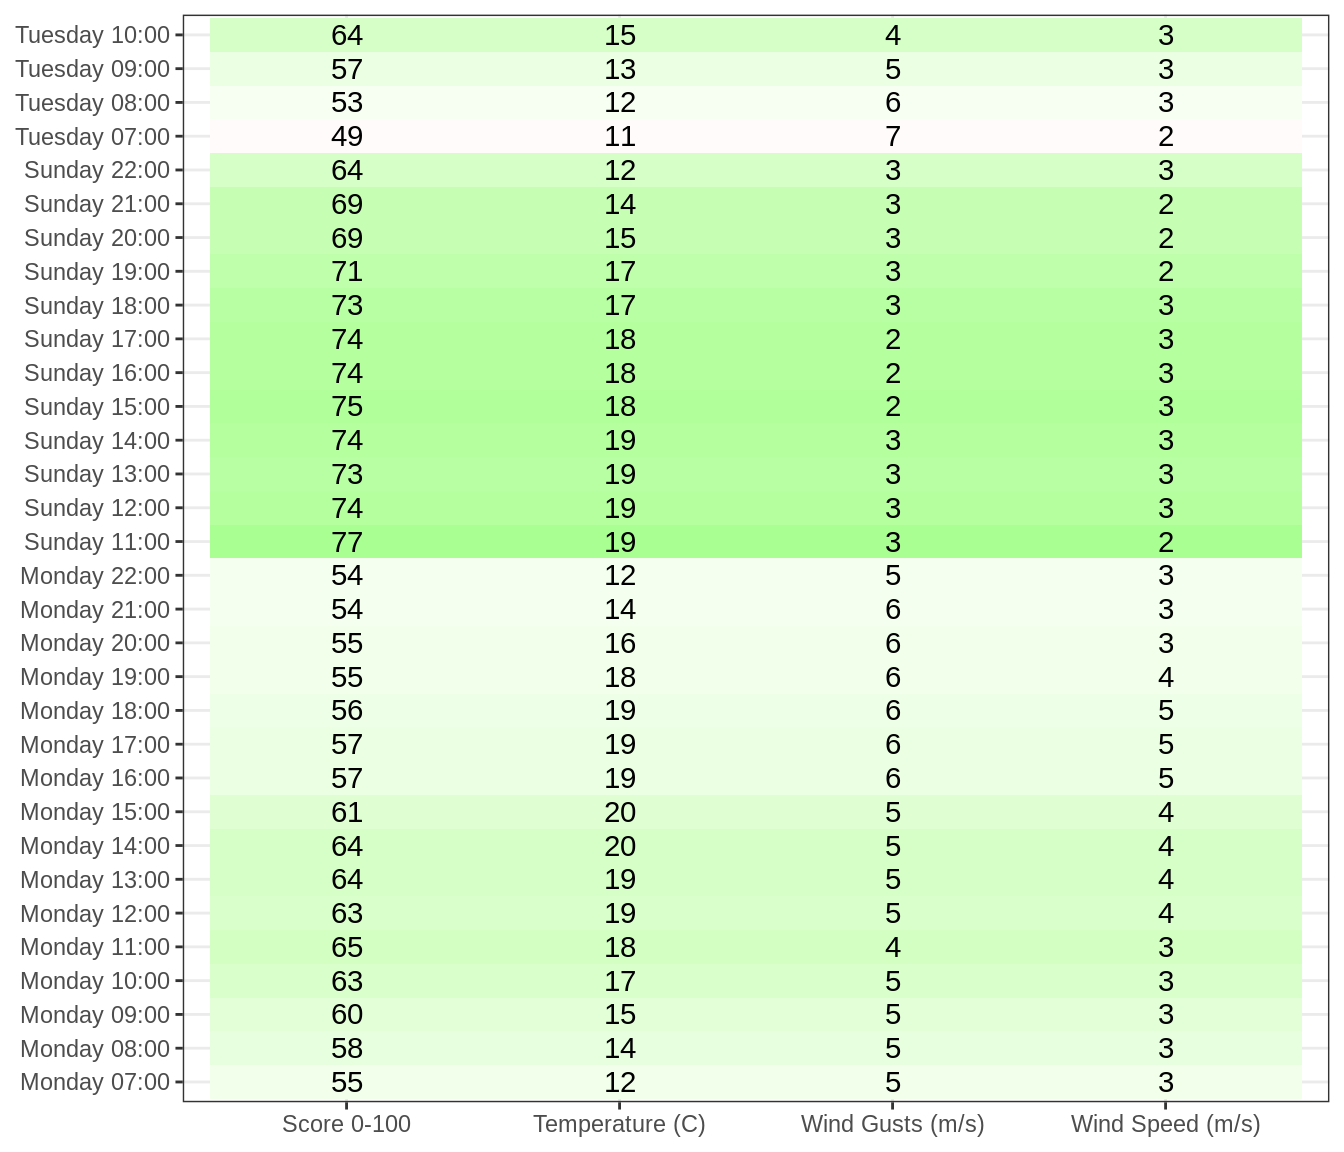 Tuesday 10:00 64 15 4 3
Tuesday 09:00 57 13 5 3
Tuesday 08:00 53 12 6 3
Tuesday 07:00 49 11 7 2
Sunday 22:00 64 12 3 3
Sunday 21:00 69 14 3 2
Sunday 20:00 69 15 3 2
Sunday 19:00 71 17 3 2
Sunday 18:00 73 17 3 3
Sunday 17:00 74 18 2 3
Sunday 16:00 74 18 2 3
Sunday 15:00 75 18 2 3
Sunday 14:00 74 19 3 3
Sunday 13:00 73 19 3 3
Sunday 12:00 74 19 3 3
Sunday 11:00 77 19 3 2
Monday 22:00 54 12 5 3
Monday 21:00 54 14 6 3
Monday 20:00 55 16 6 3
Monday 19:00 55 18 6 4
Monday 18:00 56 19 6 5
Monday 17:00 57 19 6 5
Monday 16:00 57 19 6 5
Monday 15:00 61 20 5 4
Monday 14:00 64 20 5 4
Monday 13:00 64 19 5 4
Monday 12:00 63 19 5 4
Monday 11:00 65 18 4 3
Monday 10:00 63 17 5 3
Monday 09:00 60 15 5 3
Monday 08:00 58 14 5 3
Monday 07:00 55 12 5 3
Score 0-100 Temperature (C) Wind Gusts (m/s) Wind Speed (m/s)